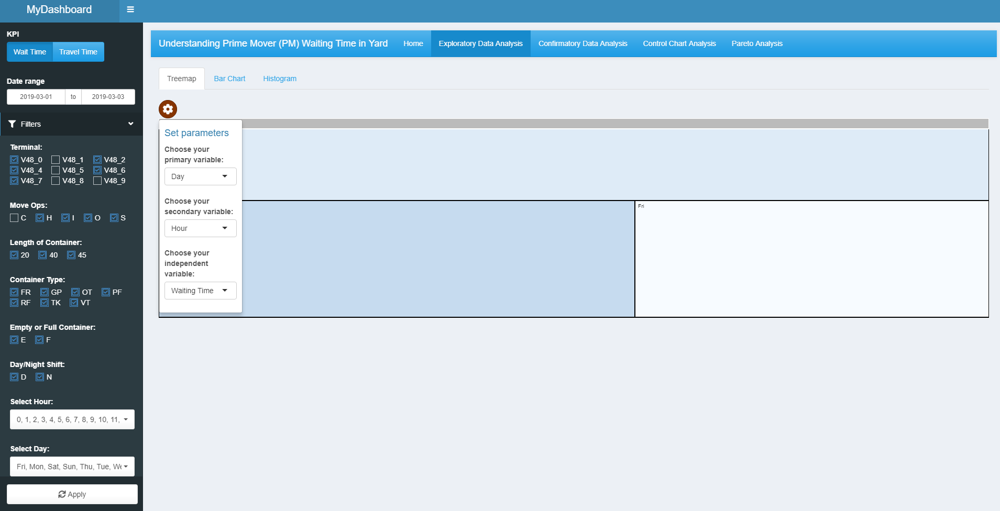 MyDashboard
KPI
Wait Time Travel Time
Date range
2019-03-01 to 2019-03-03
Filters
Terminal:
V48_0 V48_1 V48_2
V48_4 V48_5 V48_6
V48_7 V48_8 V48_9
Move Ops:
C H I O S
Length of Container:
20 40 45
Container Type:
FR GP OT PF
RF TK VT
Empty or Full Container:
E F
Day/Night Shift:
D N
Select Hour:
0, 1, 2, 3, 4, 5, 6, 7, 8, 9, 10, 11,
Select Day:
Fri, Mon, Sat, Sun, Thu, Tue, We
Apply
Understanding Prime Mover (PM) Waiting Time in Yard Home Exploratory Data Analysis Confirmatory Data Analysis Control Chart Analysis Pareto Analysis
Treemap Bar Chart Histogram
Set parameters
Choose your
primary variable:
Day
Choose your
secondary variable:
Hour
Choose your
independent
variable:
Waiting Time
Fri